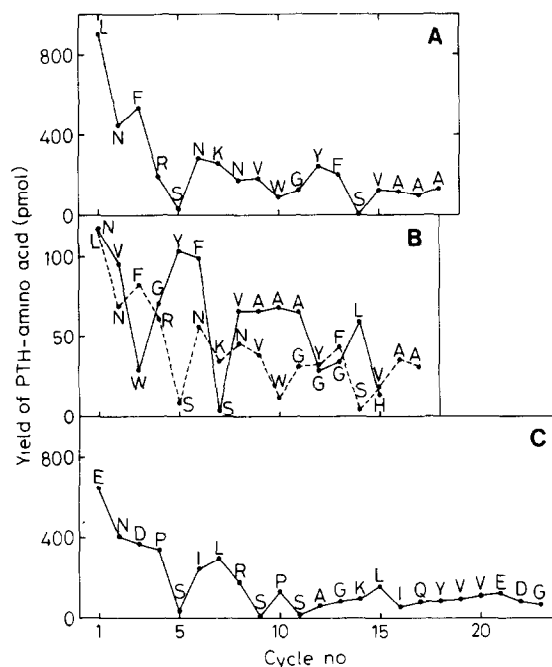 A
800
400
0
L N F R S N K N V W G Y F S V A A A
B
100
50
0
N V W G Y F S V A A A G G L H
L N F R S N K N V W G Y F S V A A
C
800
400
0
E N D P S I L R S P S A G K L I Q Y V V E D G
1 5 10 15 20
Cycle no
Yield of PTH-amino acid (pmol)